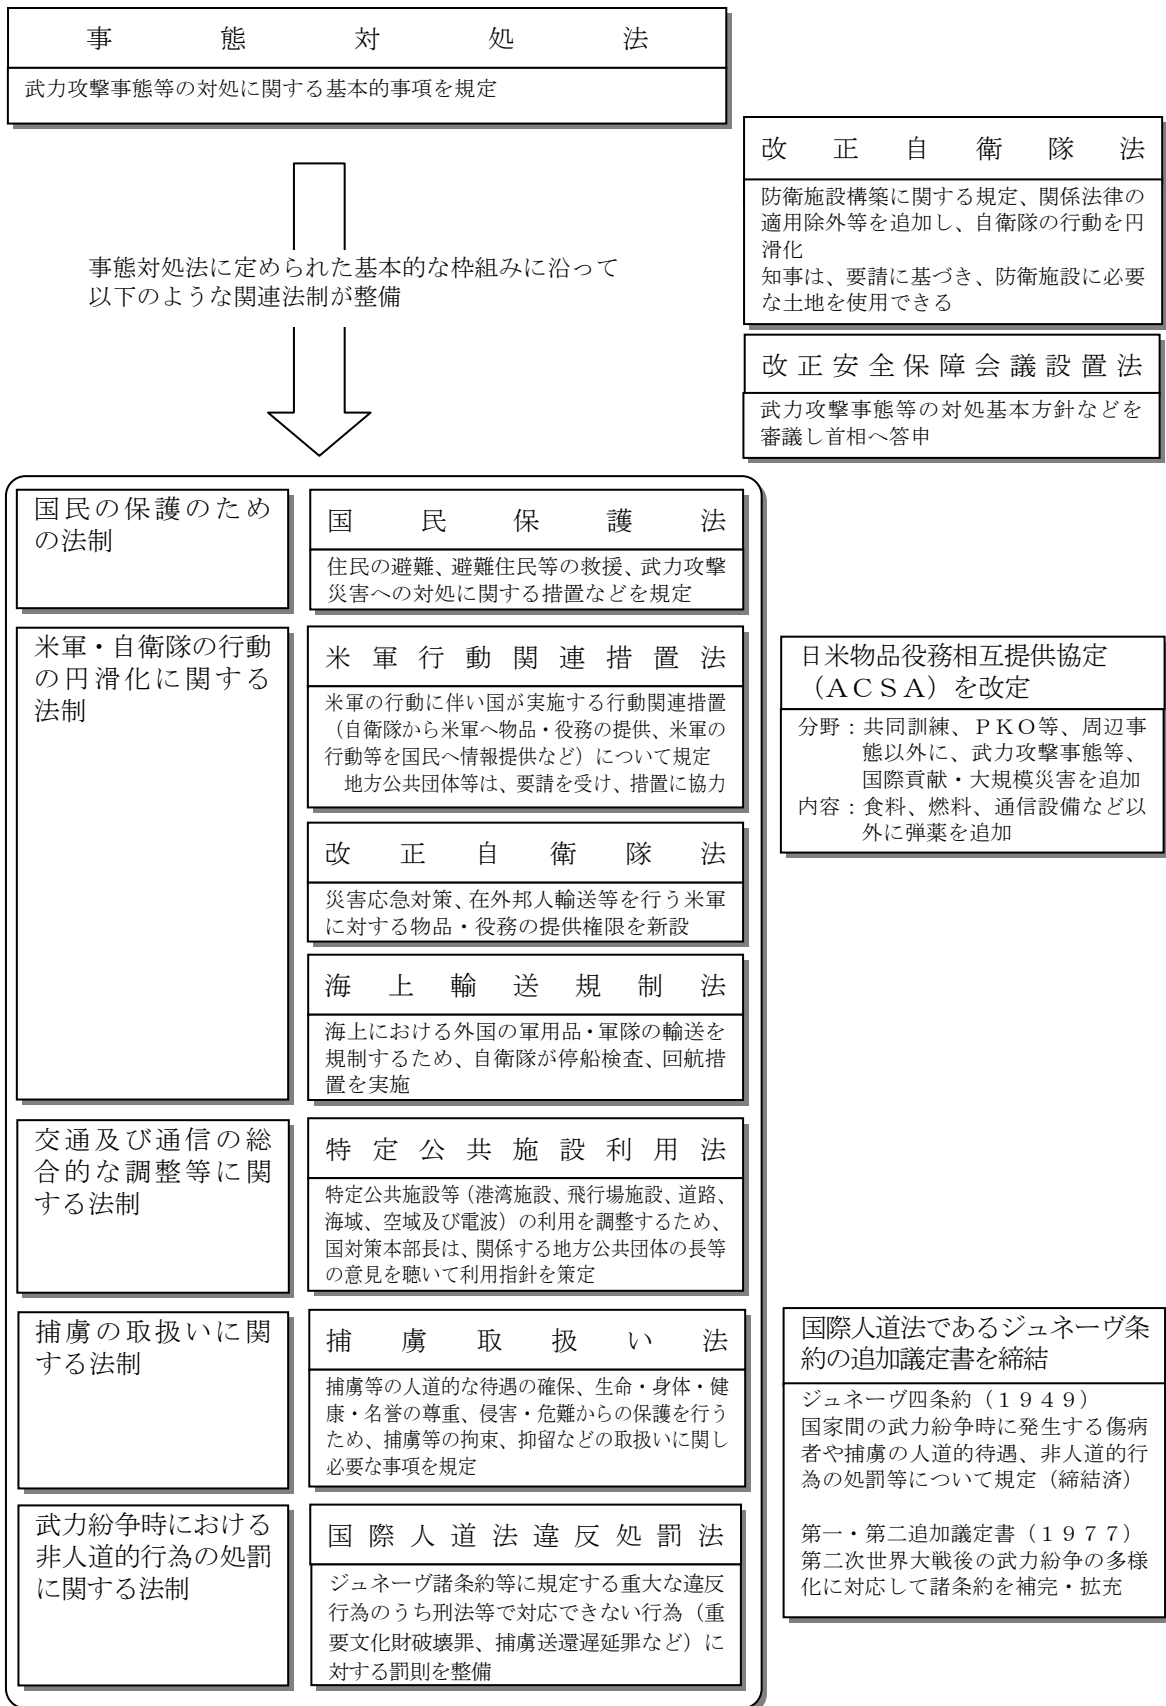 事態対処法
武力攻撃事態等の対処に関する基本的事項を規定
改正自衛隊法
防衛施設構築に関する規定、関係法律の
適用除外等を追加し、自衛隊の行動を円
滑化
知事は、要請に基づき、防衛施設に必要
な土地を使用できる
事態対処法に定められた基本的な枠組みに沿って
以下のような関連法制が整備
改正安全保障会議設置法
武力攻撃事態等の対処基本方針などを
審議し首相へ答申
国民の保護のため
の法制
国民保護法
住民の避難、避難住民等の救援、武力攻撃
災害への対処に関する措置などを規定
米軍・自衛隊の行動
の円滑化に関する
法制
米軍行動関連措置法
米軍の行動に伴い国が実施する行動関連措置
（自衛隊から米軍へ物品・役務の提供、米軍の
行動等を国民へ情報提供など）について規定
地方公共団体等は、要請を受け、措置に協力
日米物品役務相互提供協定
（ＡＣＳＡ）を改定
分野：共同訓練、ＰＫＯ等、周辺事
態以外に、武力攻撃事態等、
国際貢献・大規模災害を追加
内容：食料、燃料、通信設備など以
外に弾薬を追加
改正自衛隊法
災害応急対策、在外邦人輸送等を行う米軍
に対する物品・役務の提供権限を新設
海上輸送規制法
海上における外国の軍用品・軍隊の輸送を
規制するため、自衛隊が停船検査、回航措
置を実施
交通及び通信の総
合的な調整等に関
する法制
特定公共施設利用法
特定公共施設等（港湾施設、飛行場施設、道路、
海域、空域及び電波）の利用を調整するため、
国対策本部長は、関係する地方公共団体の長等
の意見を聴いて利用指針を策定
捕虜の取扱いに関
する法制
捕虜取扱い法
捕虜等の人道的な待遇の確保、生命・身体・健
康・名誉の尊重、侵害・危難からの保護を行う
ため、捕虜等の拘束、抑留などの取扱いに関し
必要な事項を規定
国際人道法であるジュネーヴ条
約の追加議定書を締結
ジュネーヴ四条約（１９４９）
国家間の武力紛争時に発生する傷病
者や捕虜の人道的待遇、非人道的行
為の処罰等について規定（締結済）
第一・第二追加議定書（１９７７）
第二次世界大戦後の武力紛争の多様
化に対応して諸条約を補完・拡充
武力紛争時における
非人道的行為の処罰
に関する法制
国際人道法違反処罰法
ジュネーヴ諸条約等に規定する重大な違反
行為のうち刑法等で対応できない行為（重
要文化財破壊罪、捕虜送還遅延罪など）に
対する罰則を整備